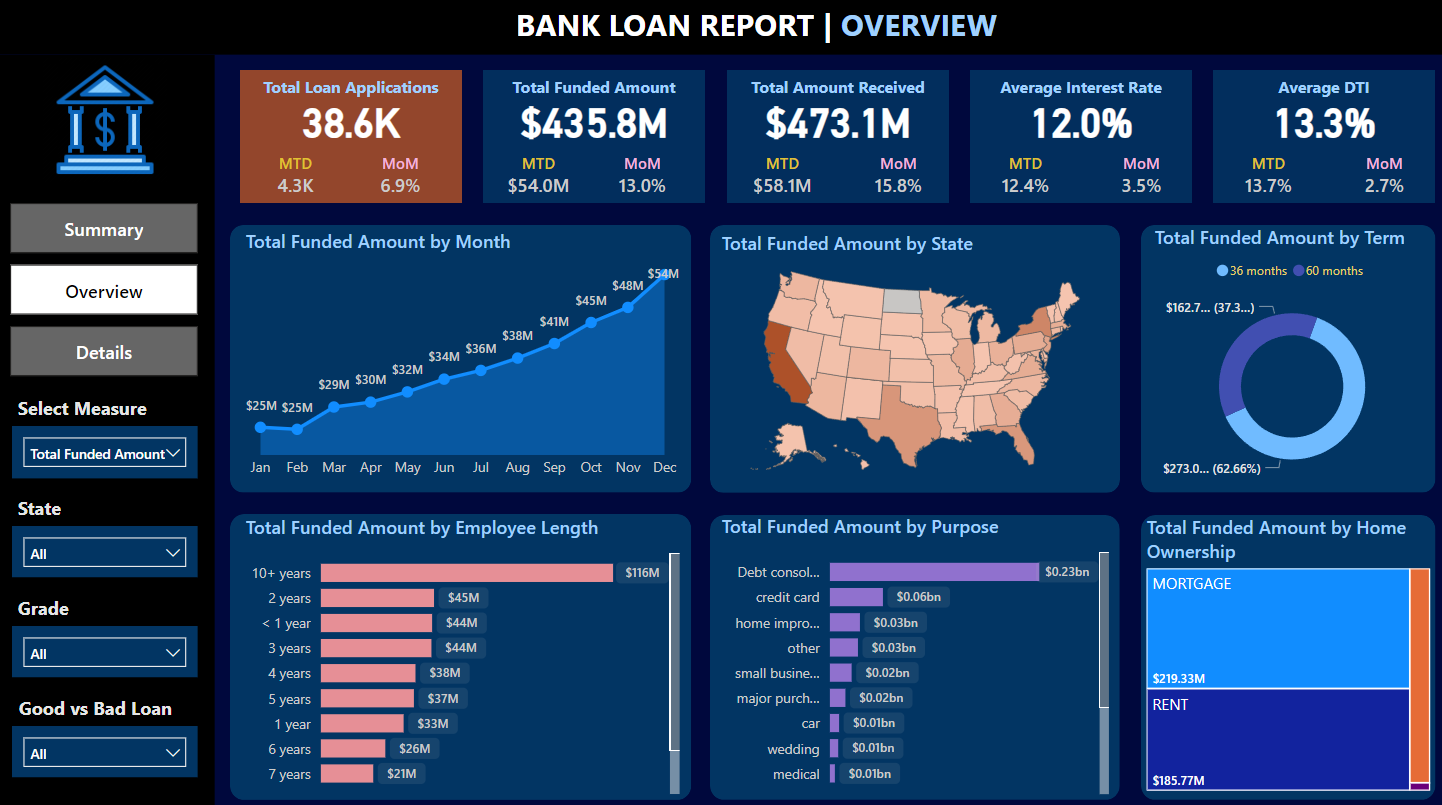 BANK LOAN REPORT | OVERVIEW
Total Loan Applications
38.6K
MTD MoM
4.3K 6.9%
Total Funded Amount
$435.8M
MTD MoM
$54.0M 13.0%
Total Amount Received
$473.1M
MTD MoM
$58.1M 15.8%
Average Interest Rate
12.0%
MTD MoM
12.4% 3.5%
Average DTI
13.3%
MTD MoM
13.7% 2.7%
$
Summary
Overview
Details
Select Measure
Total Funded Amount
State
All
Grade
All
Good vs Bad Loan
All
Total Funded Amount by Month
$25M $25M $29M $30M $32M $34M $36M $38M $41M $45M $48M $54M
Jan Feb Mar Apr May Jun Jul Aug Sep Oct Nov Dec
Total Funded Amount by State
Total Funded Amount by Term
36 months 60 months
$162.7... (37.3...)
$273.0... (62.66%)
Total Funded Amount by Employee Length
10+ years $116M
2 years $45M
< 1 year $44M
3 years $44M
4 years $38M
5 years $37M
1 year $33M
6 years $26M
7 years $21M
Total Funded Amount by Purpose
Debt consol... $0.23bn
credit card $0.06bn
home impro... $0.03bn
other $0.03bn
small busine... $0.02bn
major purch... $0.02bn
car $0.01bn
wedding $0.01bn
medical $0.01bn
Total Funded Amount by Home
Ownership
MORTGAGE
$219.33M
RENT
$185.77M